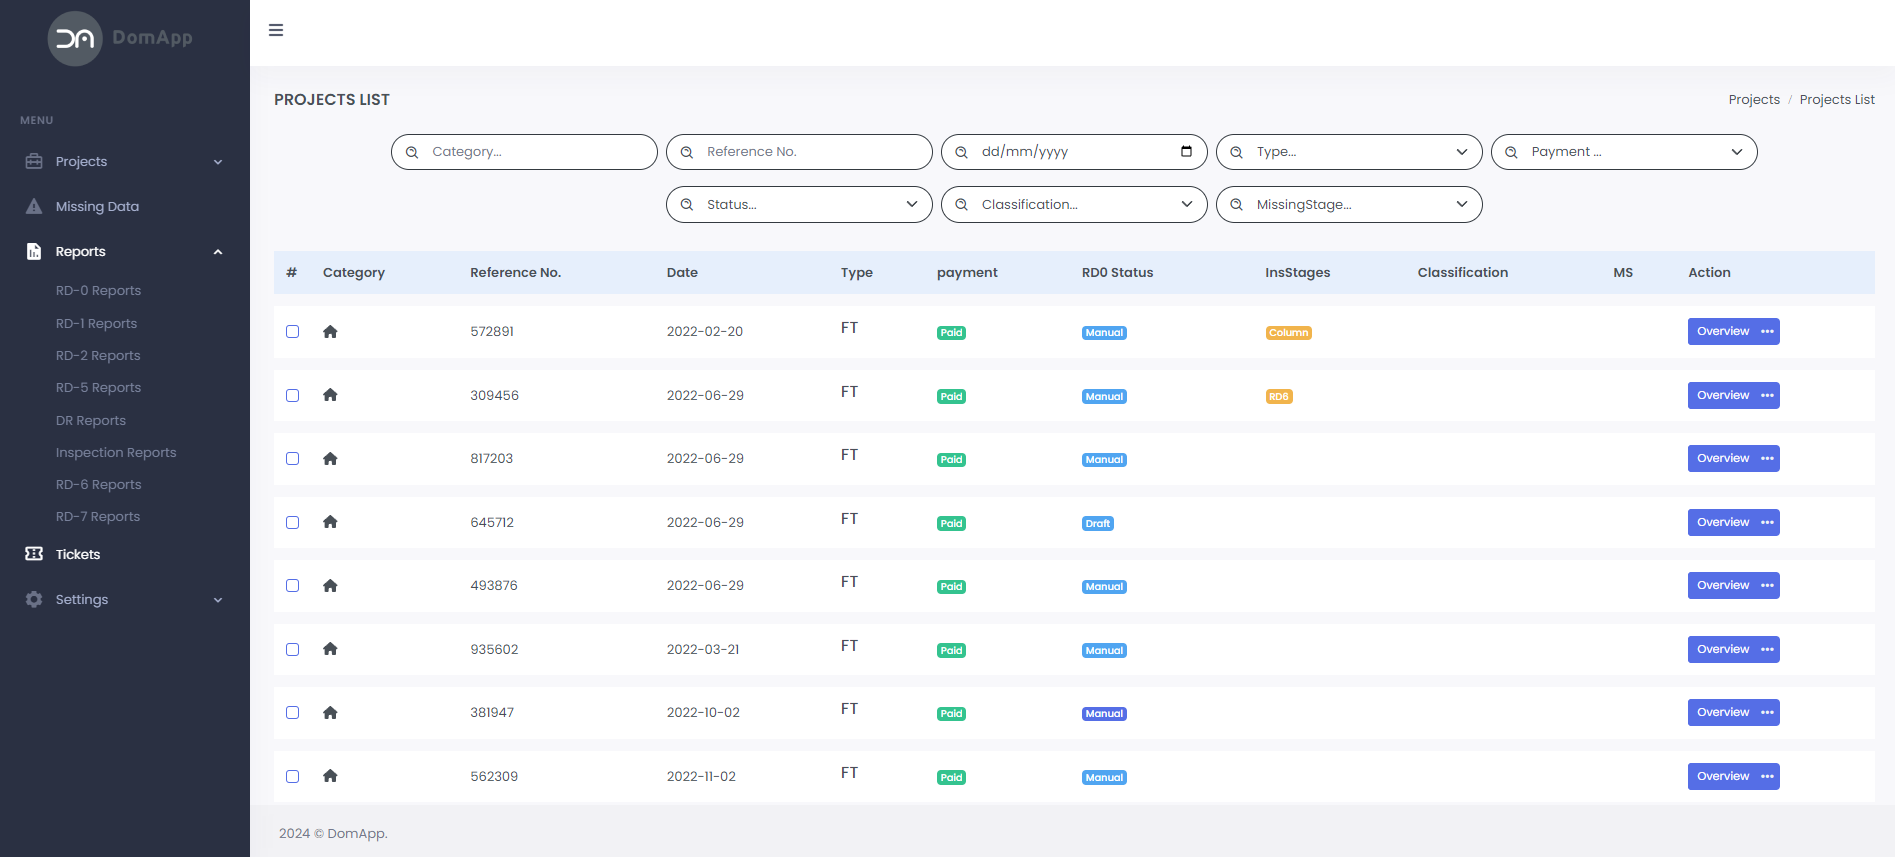 DomApp
MENU
Projects
Missing Data
Reports
RD-0 Reports
RD-1 Reports
RD-2 Reports
RD-5 Reports
DR Reports
Inspection Reports
RD-6 Reports
RD-7 Reports
Tickets
Settings
PROJECTS LIST
Projects / Projects List
Category... Reference No. dd/mm/yyyy Type... Payment ...
Status... Classification... MissingStage...
# Category Reference No. Date Type payment RD0 Status InsStages Classification MS Action
572891 2022-02-20 FT Paid Manual Column Overview
309456 2022-06-29 FT Paid Manual RD6 Overview
817203 2022-06-29 FT Paid Manual Overview
645712 2022-06-29 FT Paid Draft Overview
493876 2022-06-29 FT Paid Manual Overview
935602 2022-03-21 FT Paid Manual Overview
381947 2022-10-02 FT Paid Manual Overview
562309 2022-11-02 FT Paid Manual Overview
2024 © DomApp.